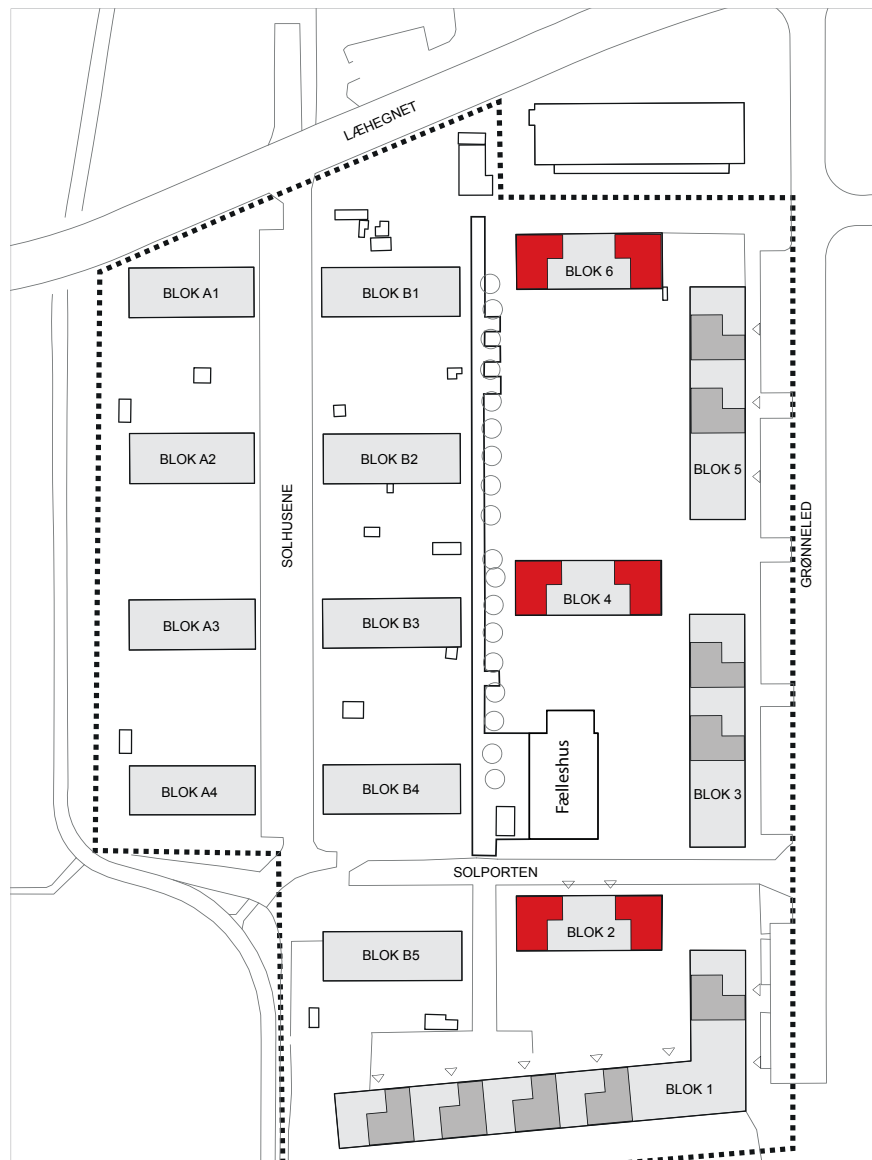 LÆHEGNET
BLOK 6
BLOK A1
BLOK B1
BLOK A2
BLOK B2
BLOK 5
SOLHUSENE
GRØNNELED
BLOK 4
BLOK A3
BLOK B3
Fælleshus
BLOK A4
BLOK B4
BLOK 3
SOLPORTEN
BLOK 2
BLOK B5
BLOK 1